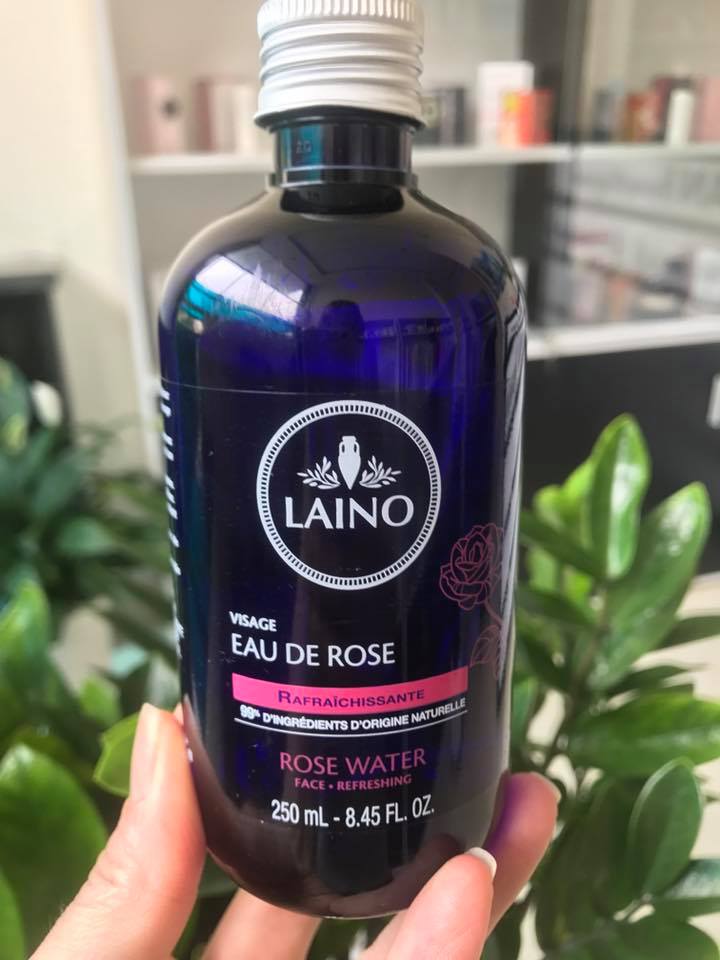 LAINO
VISAGE
EAU DE ROSE
RAFRAÎCHISSANTE
99% D'INGRÉDIENTS D'ORIGINE NATURELLE
ROSE WATER
FACE • REFRESHING
250 mL - 8.45 FL. OZ.